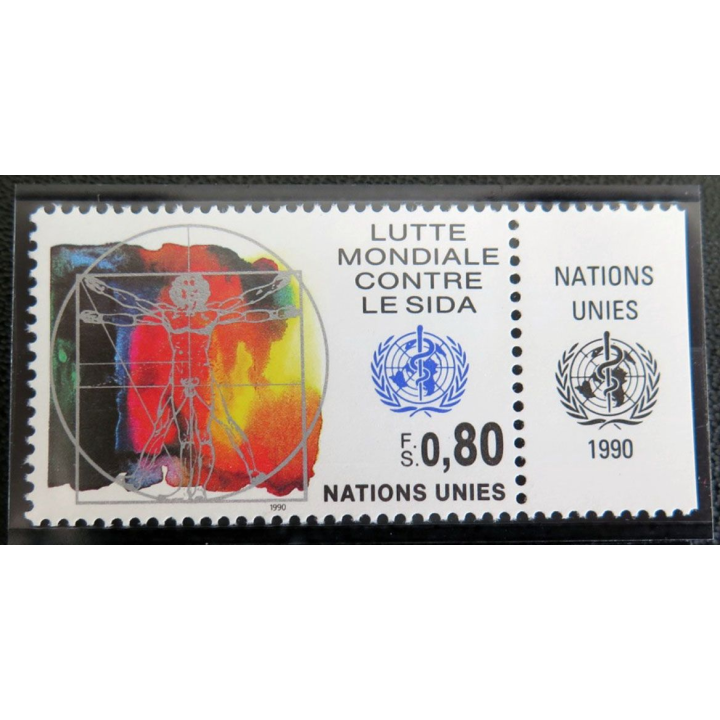 LUTTE
MONDIALE
CONTRE
LE SIDA
F.
S. 0,80
NATIONS UNIES
1990
NATIONS
UNIES
1990